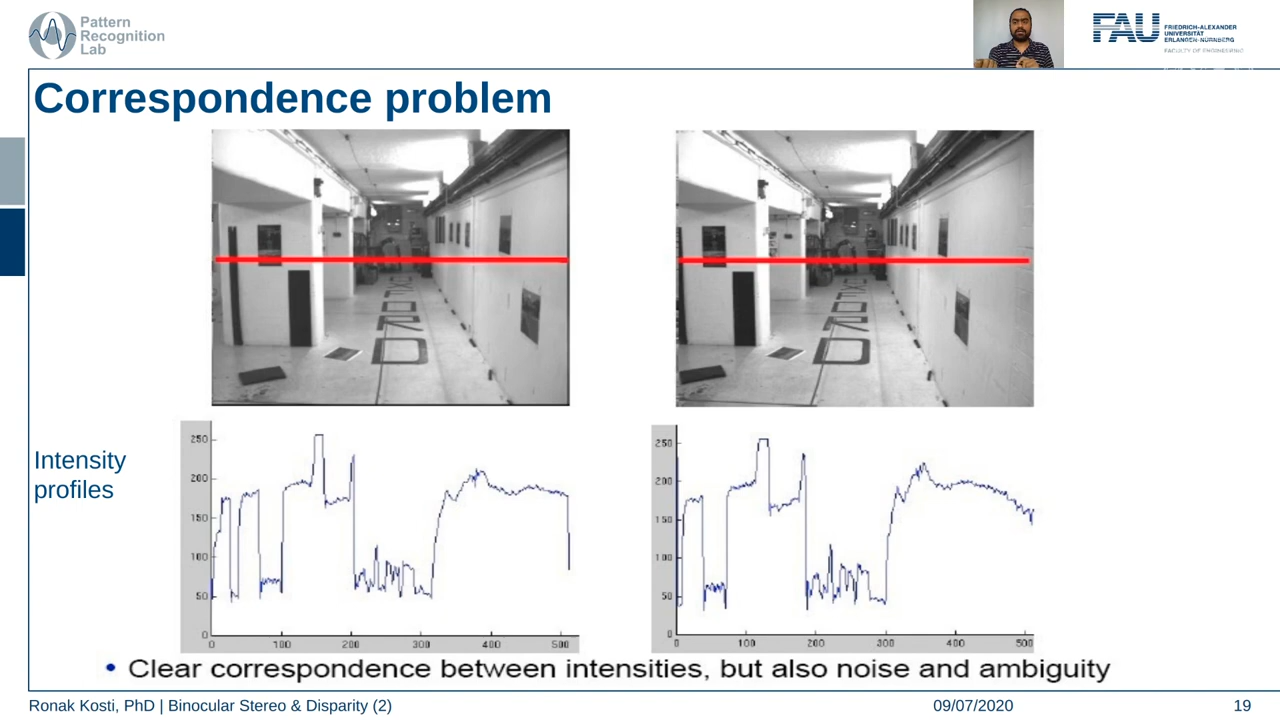 Pattern
Recognition
Lab
FAU
FRIEDRICH-ALEXANDER
UNIVERSITÄT
ERLANGEN-NÜRNBERG
FACULTY OF ENGINEERING
Correspondence problem
Intensity
profiles
250
200
150
100
50
0
0 100 200 300 400 500
250
200
150
100
50
0
0 100 200 300 400 500
• Clear correspondence between intensities, but also noise and ambiguity
Ronak Kosti, PhD | Binocular Stereo & Disparity (2) 09/07/2020 19